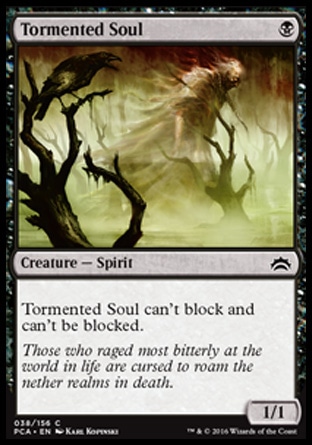 Tormented Soul
Creature — Spirit
Tormented Soul can't block and
can't be blocked.
Those who raged most bitterly at the
world in life are cursed to roam the
nether realms in death.
1/1
038/156 C
PCA • EN Karl Kopinski
™ & © 2016 Wizards of the Coast